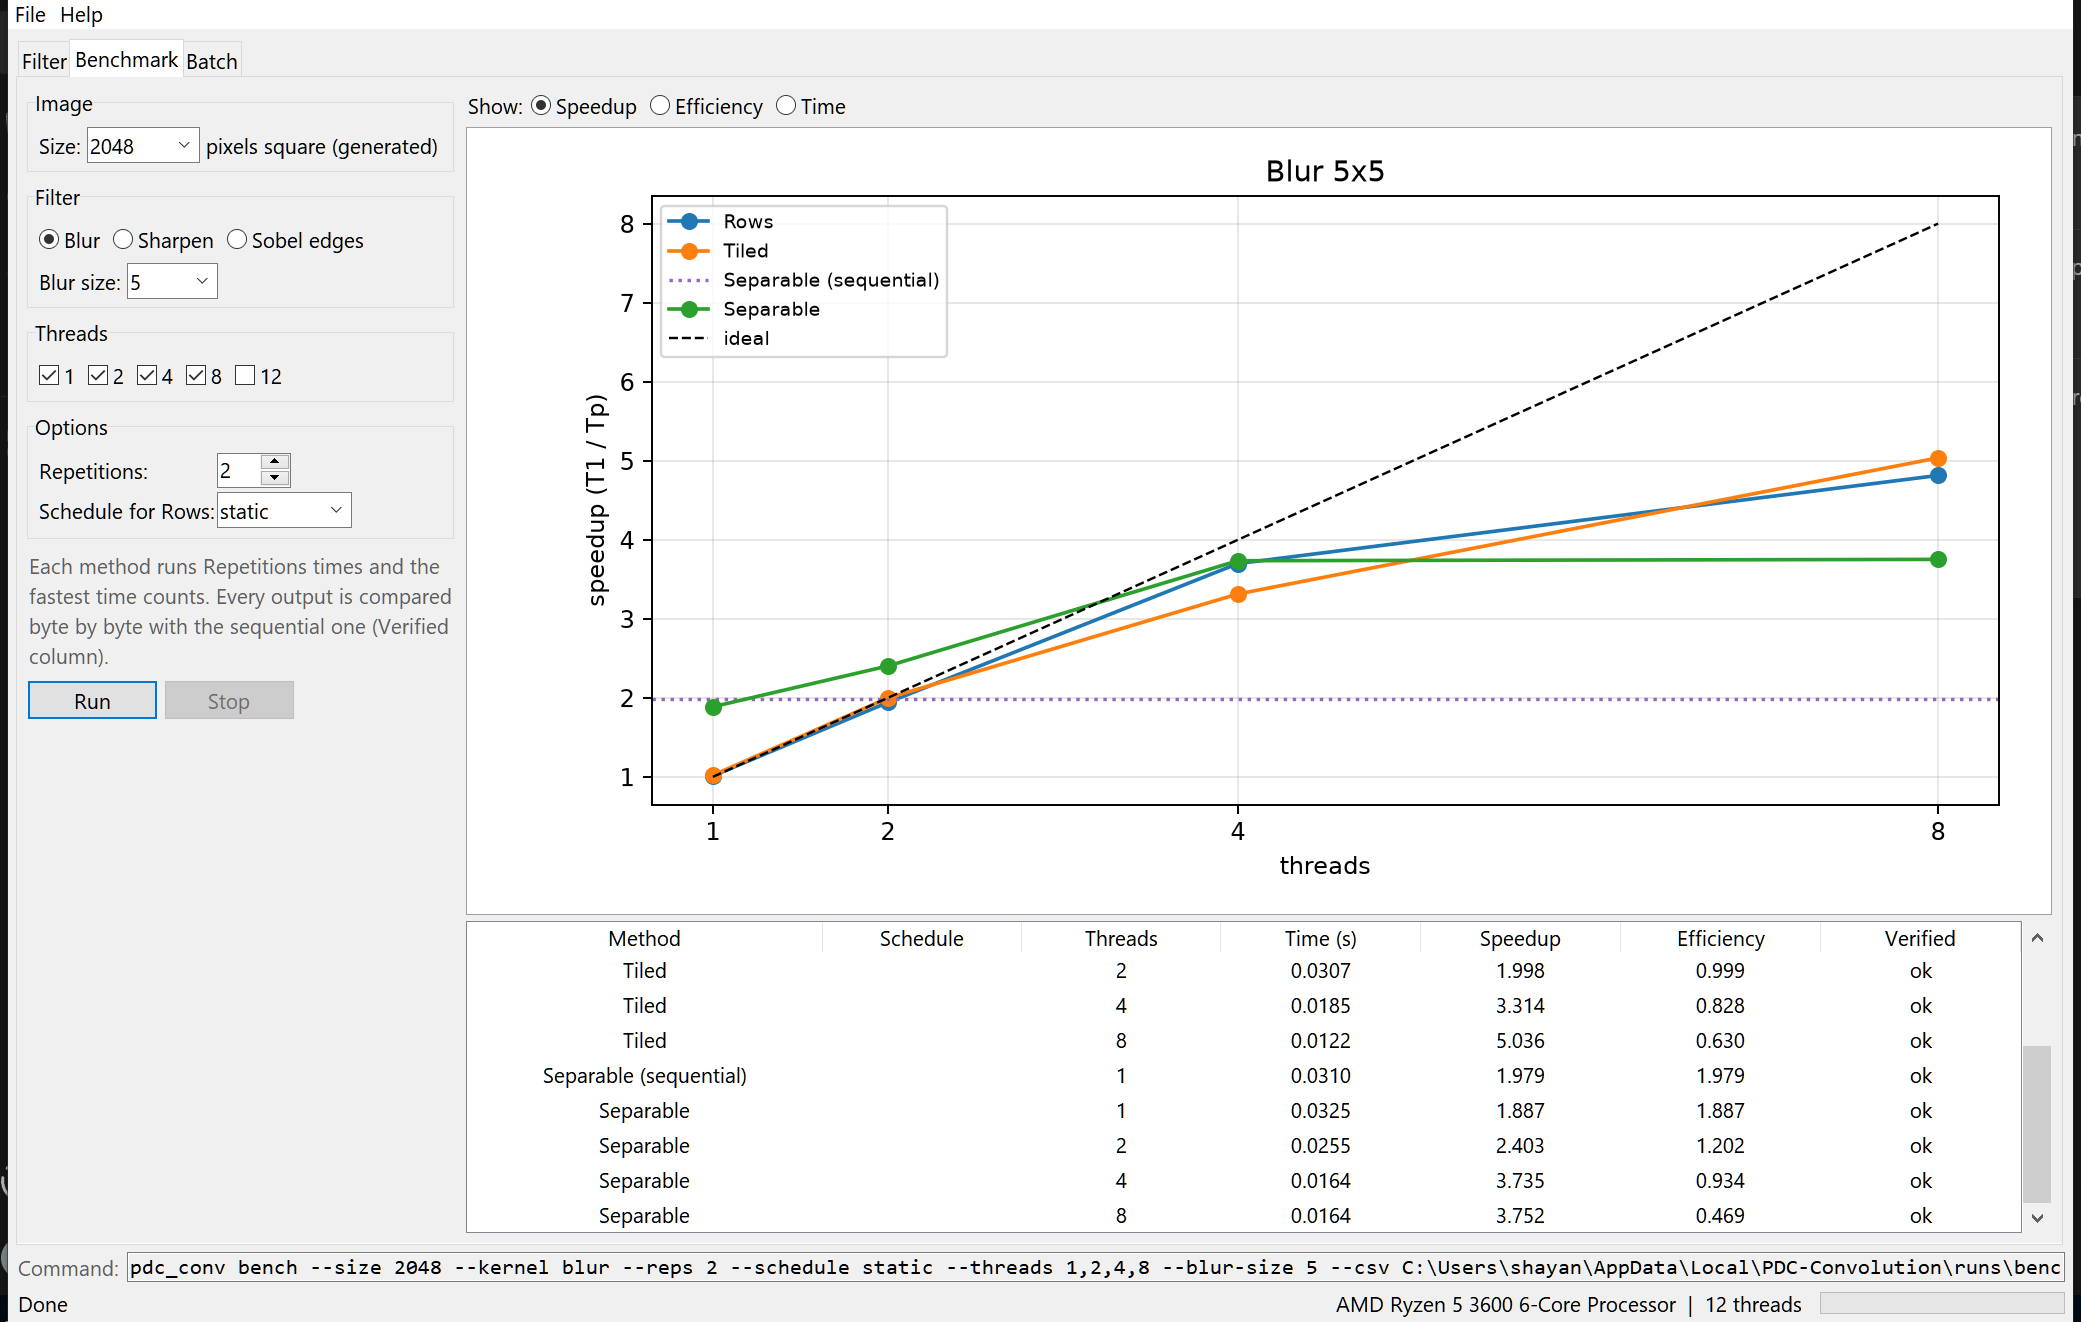 File Help
Filter Benchmark Batch
Image
Size: 2048 pixels square (generated)
Filter
Blur Sharpen Sobel edges
Blur size: 5
Threads
1 2 4 8 12
Options
Repetitions: 2
Schedule for Rows: static
Each method runs Repetitions times and the
fastest time counts. Every output is compared
byte by byte with the sequential one (Verified
column).
Run Stop
Show: Speedup Efficiency Time
Blur 5x5
Rows
Tiled
Separable (sequential)
Separable
ideal
8
7
6
5
4
3
2
1
speedup (T1 / Tp)
1 2 4 8
threads
Method Schedule Threads Time (s) Speedup Efficiency Verified
Tiled 2 0.0307 1.998 0.999 ok
Tiled 4 0.0185 3.314 0.828 ok
Tiled 8 0.0122 5.036 0.630 ok
Separable (sequential) 1 0.0310 1.979 1.979 ok
Separable 1 0.0325 1.887 1.887 ok
Separable 2 0.0255 2.403 1.202 ok
Separable 4 0.0164 3.735 0.934 ok
Separable 8 0.0164 3.752 0.469 ok
Command: pdc_conv bench --size 2048 --kernel blur --reps 2 --schedule static --threads 1,2,4,8 --blur-size 5 --csv C:\Users\shayan\AppData\Local\PDC-Convolution\runs\benc
Done AMD Ryzen 5 3600 6-Core Processor | 12 threads